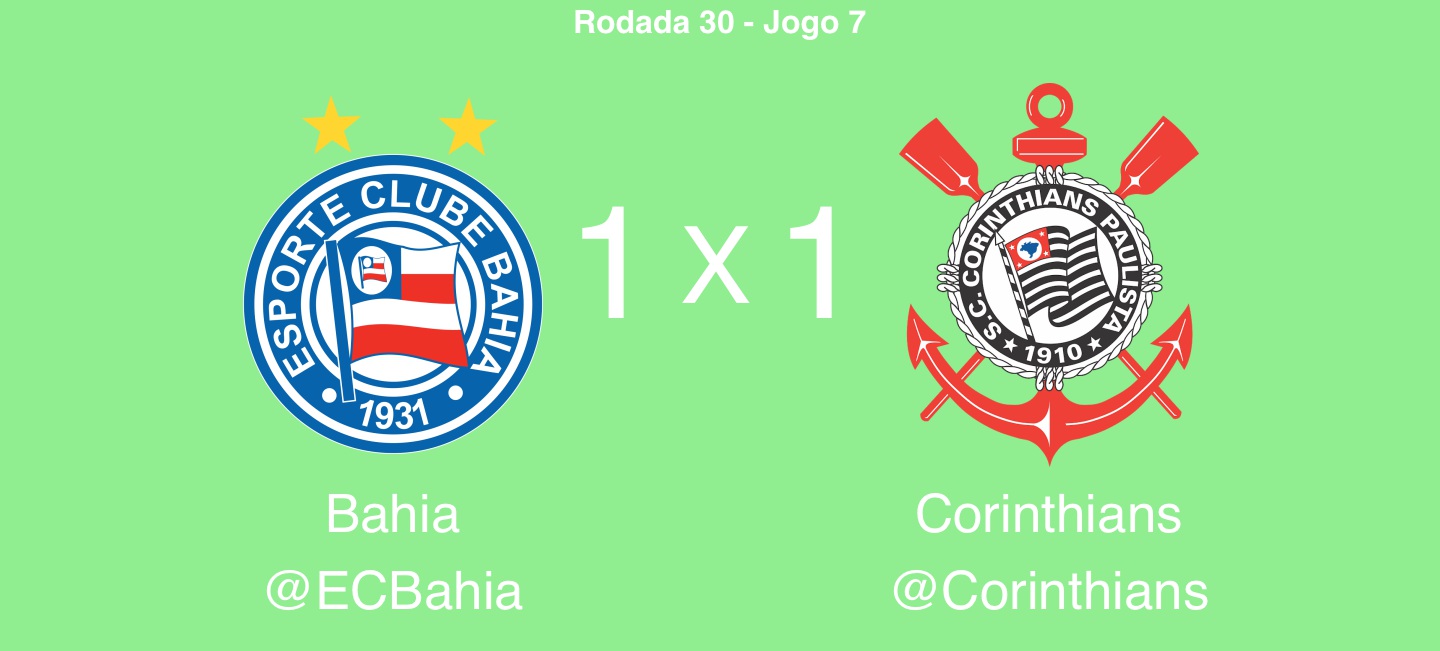 Rodada 30 - Jogo 7
ESPORTE CLUBE BAHIA
1931
1 x 1
S.C. CORINTHIANS PAULISTA
1910
Bahia
Corinthians
@ECBahia
@Corinthians